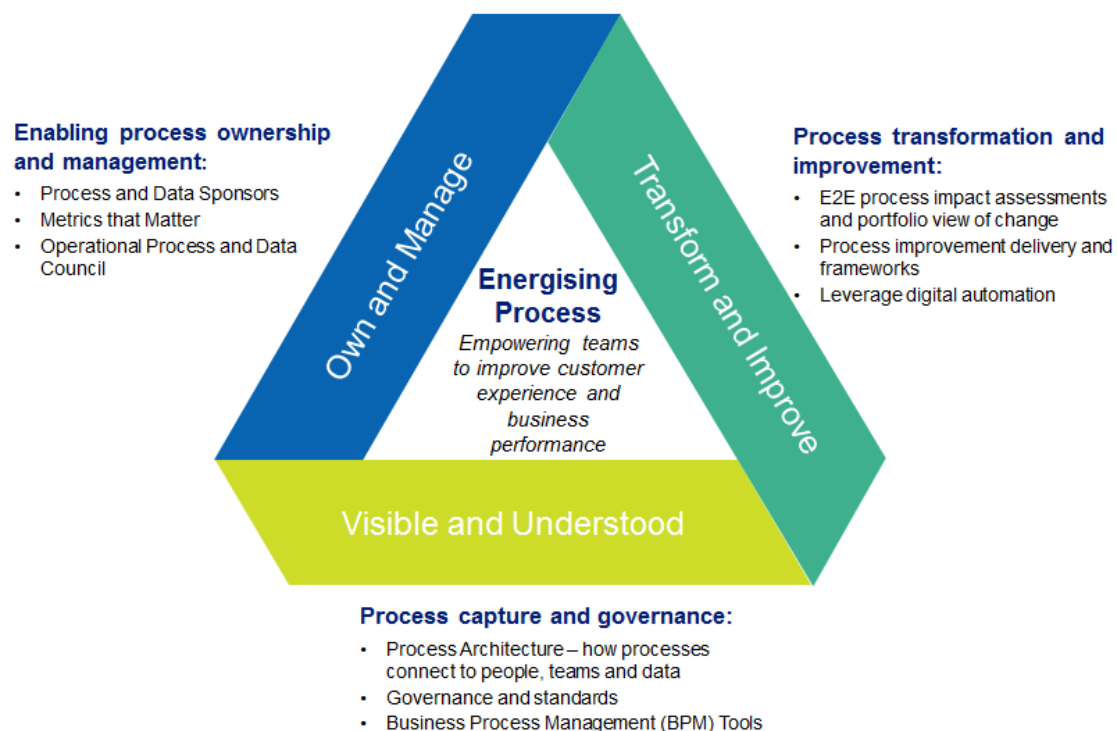 Enabling process ownership
and management:
• Process and Data Sponsors
• Metrics that Matter
• Operational Process and Data
Council
Own and Manage
Transform and Improve
Process transformation and
improvement:
• E2E process impact assessments
and portfolio view of change
• Process improvement delivery and
frameworks
• Leverage digital automation
Energising
Process
Empowering teams
to improve customer
experience and
business
performance
Visible and Understood
Process capture and governance:
• Process Architecture – how processes
connect to people, teams and data
• Governance and standards
• Business Process Management (BPM) Tools